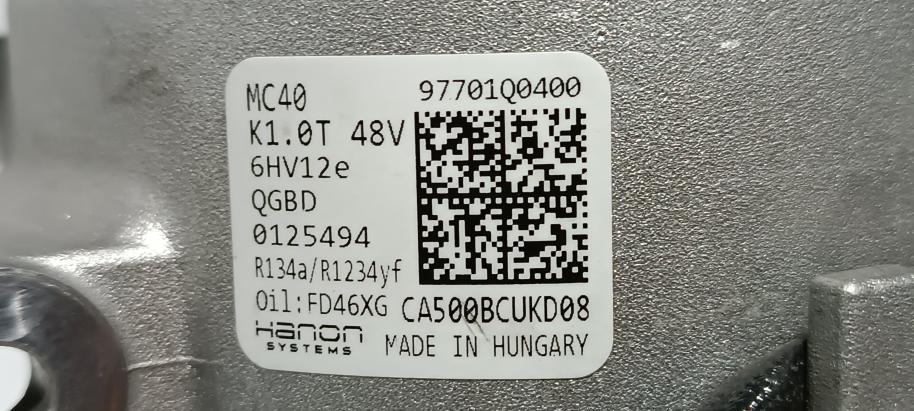 MC40
97701Q0400
K1.0T 48V
6HV12e
QGBD
0125494
R134a/R1234yf
Oil:FD46XG
CA500BCUKD08
Hanon
SYSTEMS
MADE IN HUNGARY